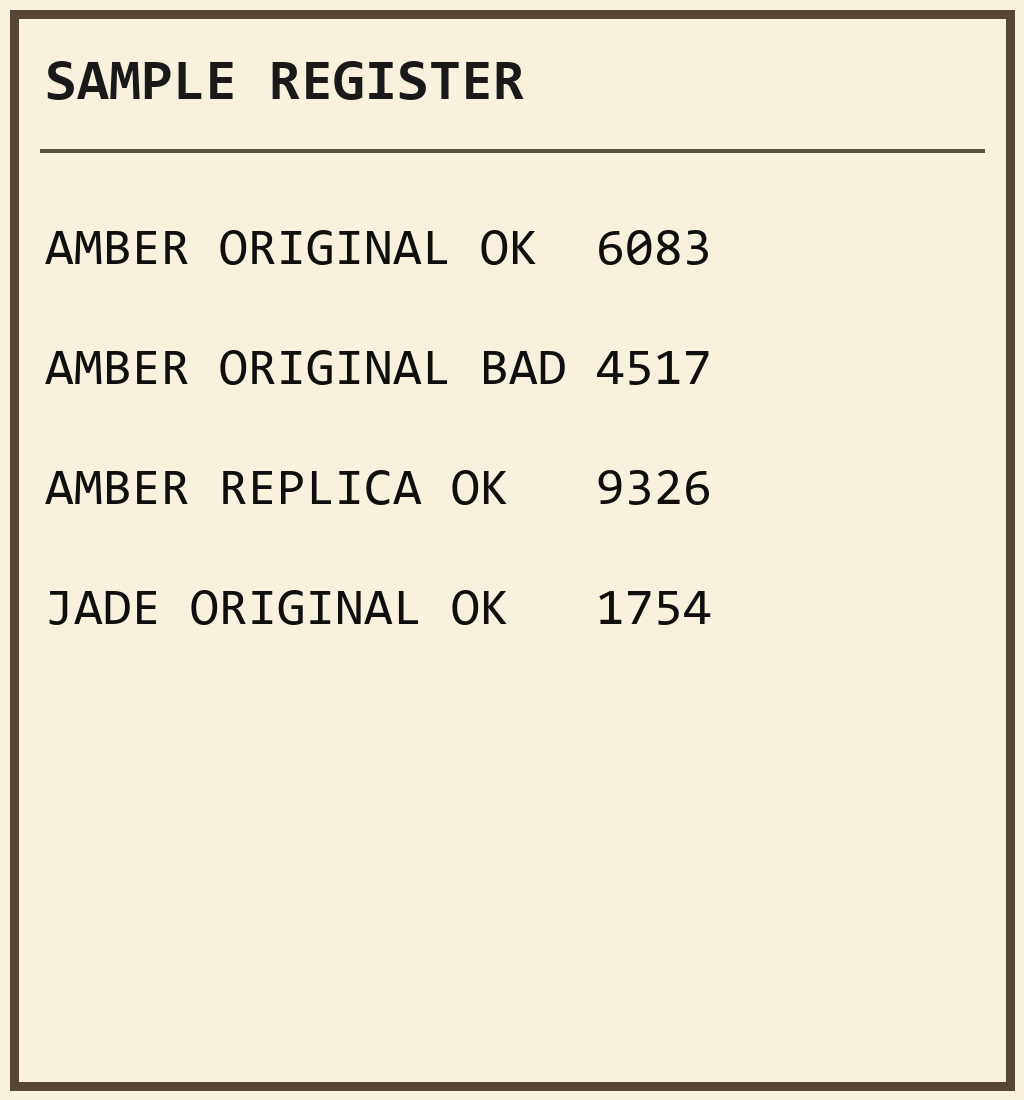 SAMPLE REGISTER
AMBER ORIGINAL OK  6083
AMBER ORIGINAL BAD 4517
AMBER REPLICA OK   9326
JADE ORIGINAL OK   1754